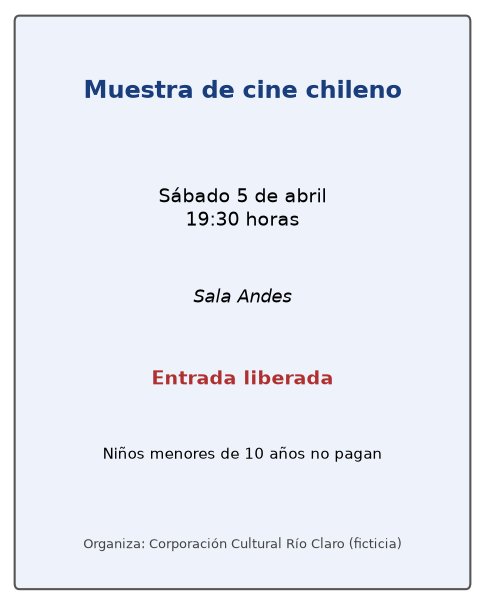 Muestra de cine chileno
Sábado 5 de abril
19:30 horas
Sala Andes
Entrada liberada
Niños menores de 10 años no pagan
Organiza: Corporación Cultural Río Claro (ficticia)